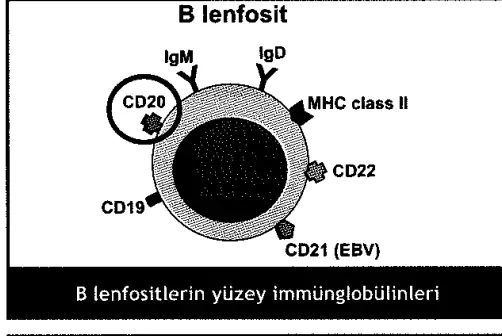 B lenfosit
IgM
IgD
CD20
MHC class II
CD22
CD19
CD21 (EBV)
B lenfositlerin yüzey immünglobülinleri